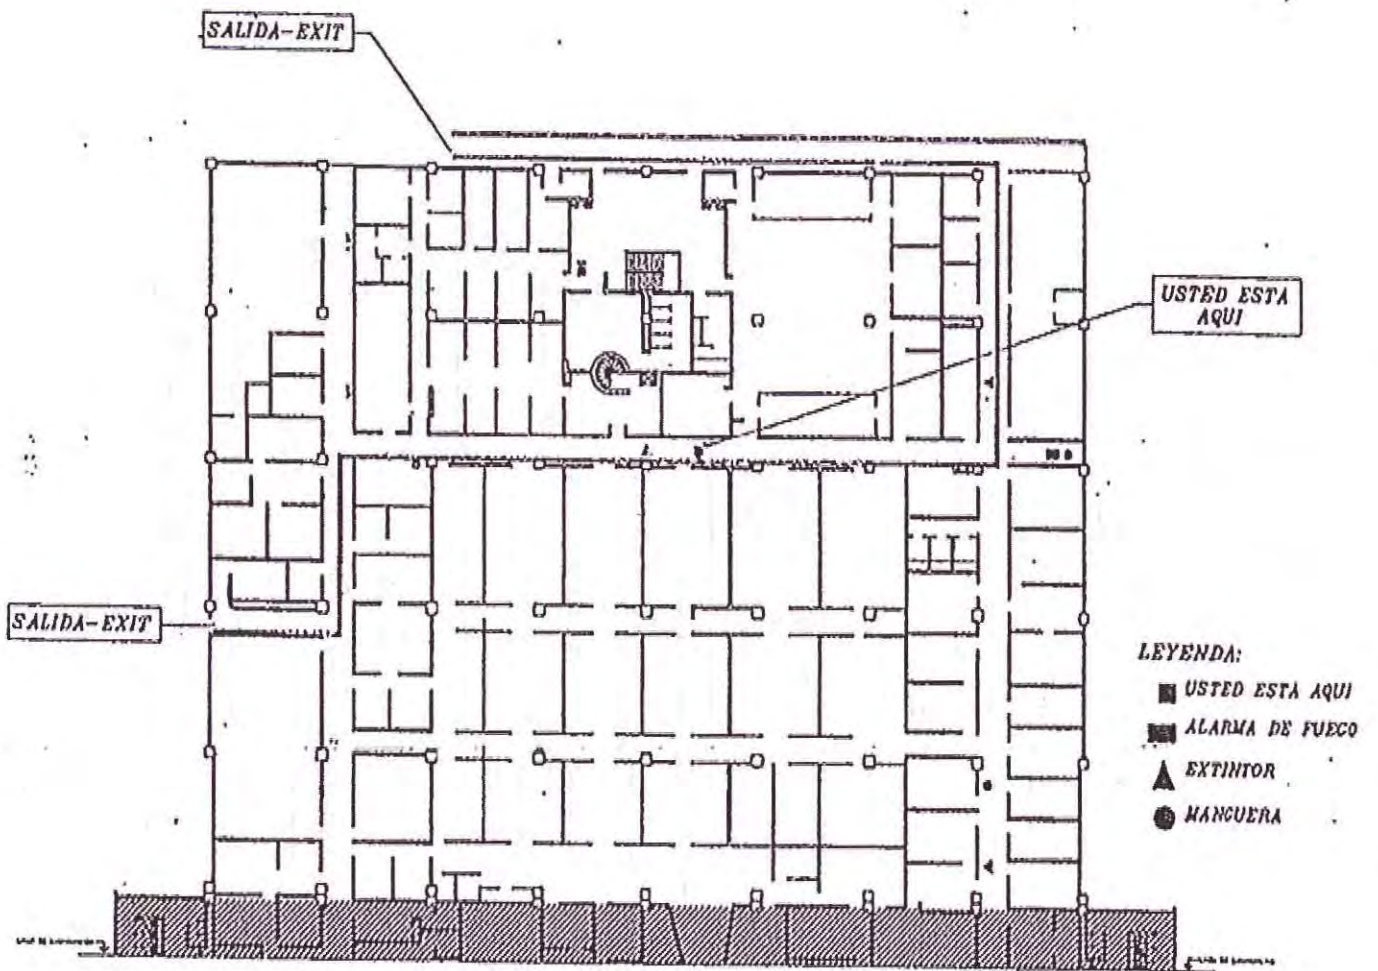 SALIDA-EXIT
USTED ESTA
AQUI
SALIDA-EXIT
LEYENDA:
USTED ESTA AQUI
ALARMA DE FUEGO
EXTINTOR
MANGUERA